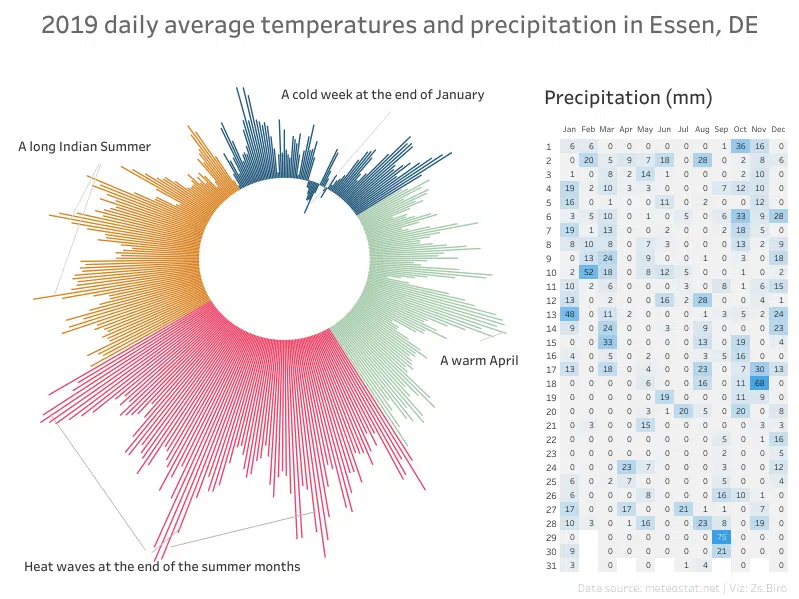 2019 daily average temperatures and precipitation in Essen, DE
A cold week at the end of January
A long Indian Summer
A warm April
Heat waves at the end of the summer months
Precipitation (mm)
Jan Feb Mar Apr May Jun Jul Aug Sep Oct Nov Dec
1 6 6 0 0 0 0 0 0 1 36 16 0
2 0 20 5 9 7 18 0 28 0 2 8 6
3 1 0 8 2 14 0 0 0 0 2 10 0
4 19 2 10 3 3 0 0 0 7 12 10 0
5 16 0 1 0 0 11 0 2 0 0 12 0
6 3 5 10 0 1 0 5 0 6 33 9 28
7 19 1 13 0 0 2 0 0 2 18 5 0
8 8 10 8 0 7 3 0 0 0 13 2 9
9 0 13 24 0 9 0 0 1 0 3 0 18
10 2 52 18 0 8 12 5 0 0 1 0 2
11 10 2 6 0 0 0 3 0 8 1 6 15
12 13 0 2 0 0 16 2 28 0 0 4 1
13 48 0 11 2 0 0 0 1 3 5 2 24
14 9 0 24 0 0 3 0 9 0 0 0 23
15 0 0 33 0 0 0 0 13 0 19 0 4
16 4 5 5 0 2 0 0 3 5 16 0 0
17 13 0 18 0 4 0 0 23 0 7 30 13
18 0 0 0 0 6 0 0 16 0 11 68 0
19 0 0 0 0 0 19 0 0 0 11 9 0
20 0 0 0 0 3 1 20 5 0 20 0 8
21 0 3 0 0 15 0 0 0 0 0 3 3
22 0 0 0 0 0 0 0 0 5 0 1 16
23 0 0 0 0 0 0 0 0 2 0 0 5
24 0 0 0 23 7 0 0 0 3 0 0 12
25 6 0 2 7 0 0 0 0 5 0 0 4
26 6 0 0 0 8 0 0 0 16 10 1 0
27 17 0 0 17 0 0 21 1 1 0 7 0
28 10 3 0 1 16 0 0 23 8 0 19 0
29 0 0 0 0 0 0 0 75 0 0 0
30 9 0 0 0 0 0 0 21 0 0 0
31 3 0 0 1 4 0 0
Data source: meteostat.net | Viz: Zs.Biro